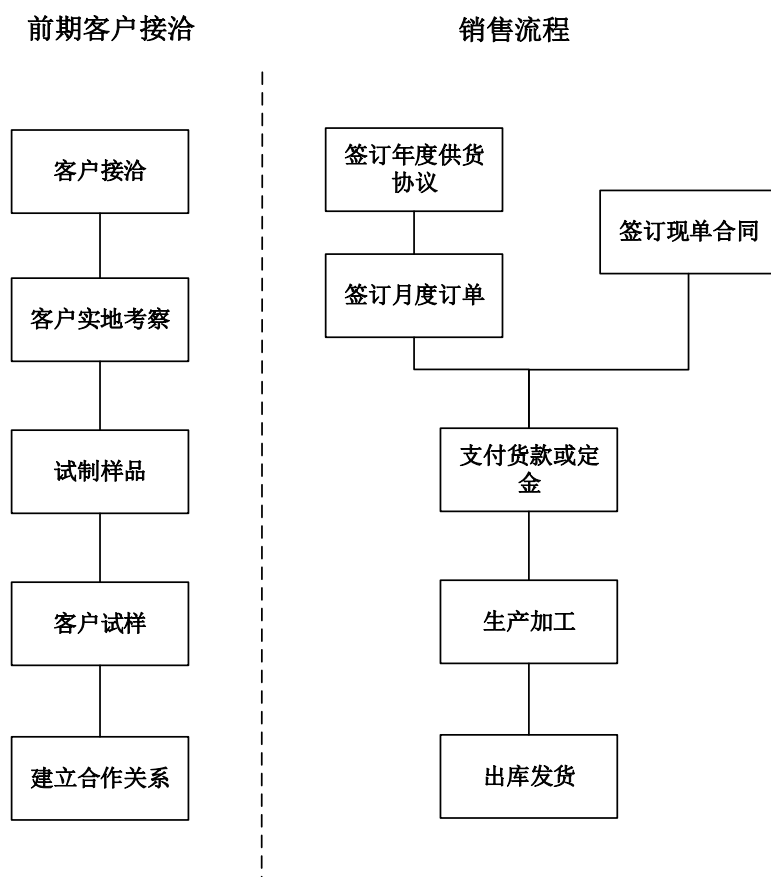 前期客户接洽
销售流程
客户接洽
客户实地考察
试制样品
客户试样
建立合作关系
签订年度供货
协议
签订现单合同
签订月度订单
支付货款或定
金
生产加工
出库发货